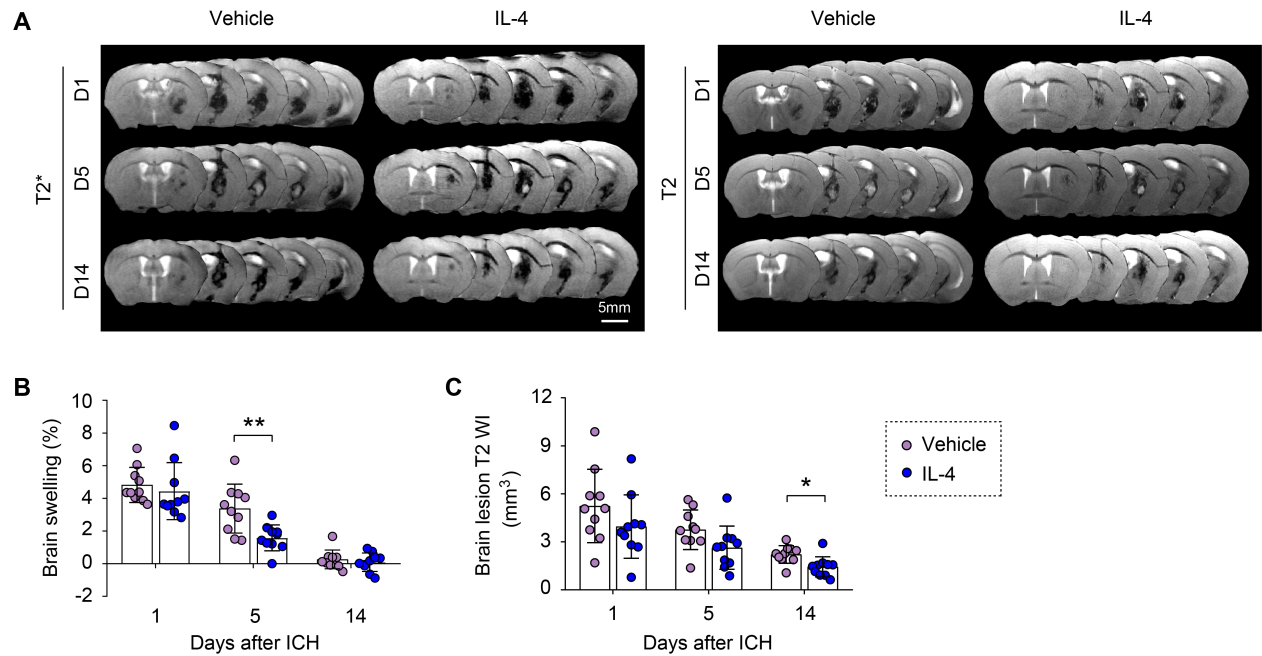 A
Vehicle
IL-4
Vehicle
IL-4
T2*
D1
D5
D14
5mm
T2
D1
D5
D14
B
Brain swelling (%)
10
8
6
4
2
0
-2
**
1
5
14
Days after ICH
C
Brain lesion T2 WI
(mm³)
12
9
6
3
0
*
1
5
14
Days after ICH
Vehicle
IL-4